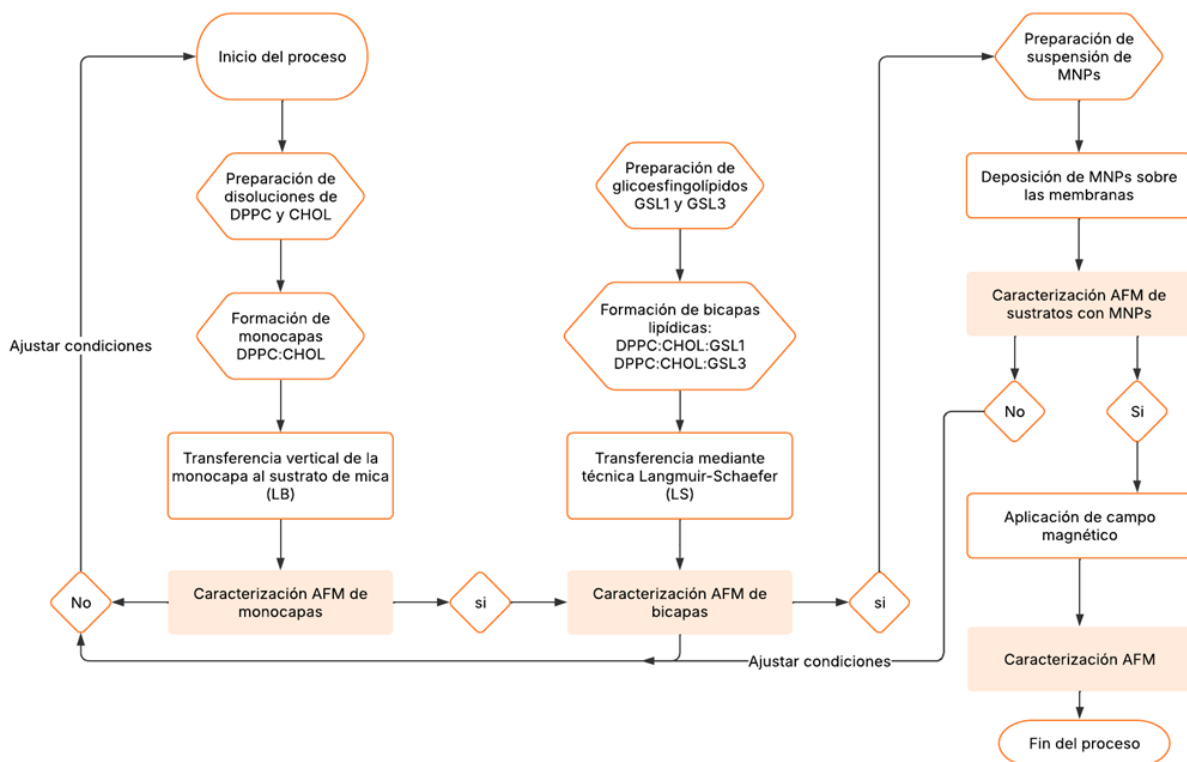 Inicio del proceso
Preparación de
disoluciones de
DPPC y CHOL
Formación de
monocapas
DPPC:CHOL
Ajustar condiciones
Transferencia vertical de la
monocapa al sustrato de mica
(LB)
No
Caracterización AFM de
monocapas
si
Preparación de
glicoesfingolípidos
GSL1 y GSL3
Formación de bicapas
lipídicas:
DPPC:CHOL:GSL1
DPPC:CHOL:GSL3
Transferencia mediante
técnica Langmuir-Schaefer
(LS)
Caracterización AFM de
bicapas
si
Ajustar condiciones
Preparación de
suspensión de
MNPs
Deposición de MNPs sobre
las membranas
Caracterización AFM de
sustratos con MNPs
No
Si
Aplicación de campo
magnético
Caracterización AFM
Fin del proceso